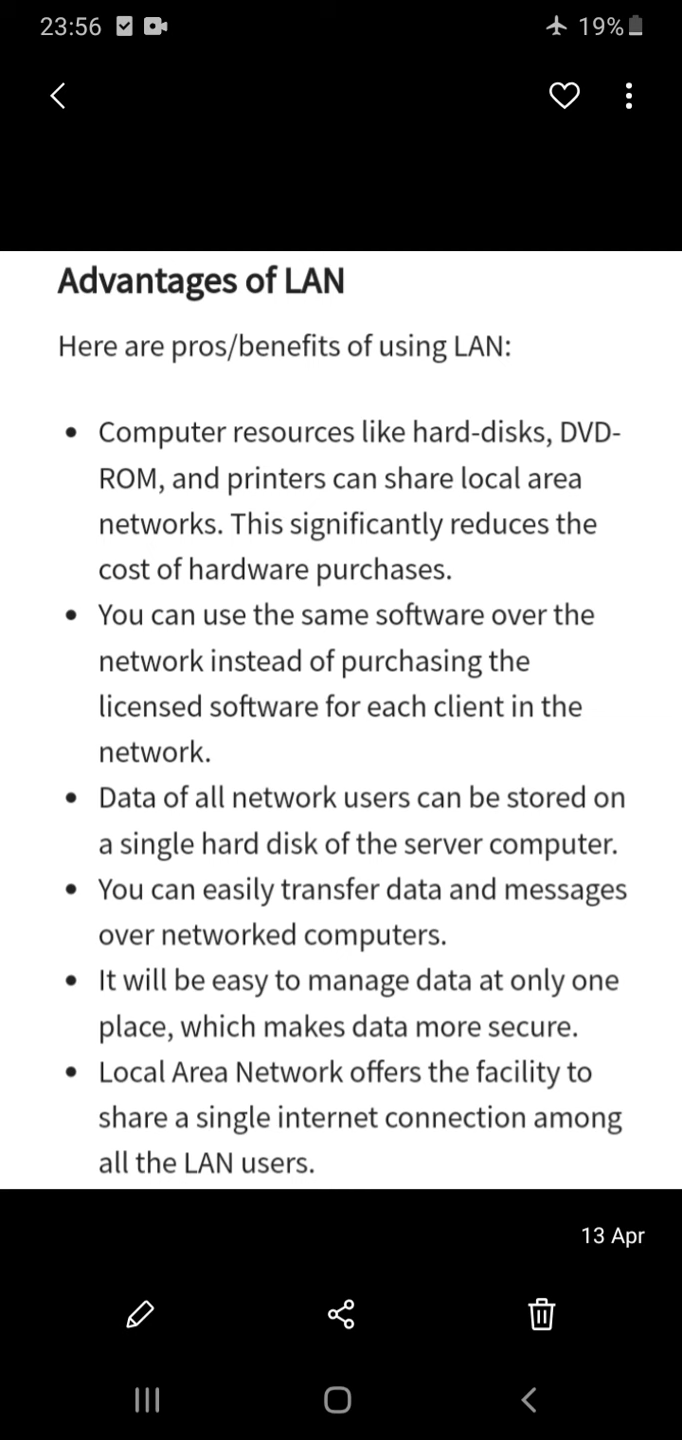 23:56 19%
Advantages of LAN
Here are pros/benefits of using LAN:
• Computer resources like hard-disks, DVD-
ROM, and printers can share local area
networks. This significantly reduces the
cost of hardware purchases.
• You can use the same software over the
network instead of purchasing the
licensed software for each client in the
network.
• Data of all network users can be stored on
a single hard disk of the server computer.
• You can easily transfer data and messages
over networked computers.
• It will be easy to manage data at only one
place, which makes data more secure.
• Local Area Network offers the facility to
share a single internet connection among
all the LAN users.
13 Apr